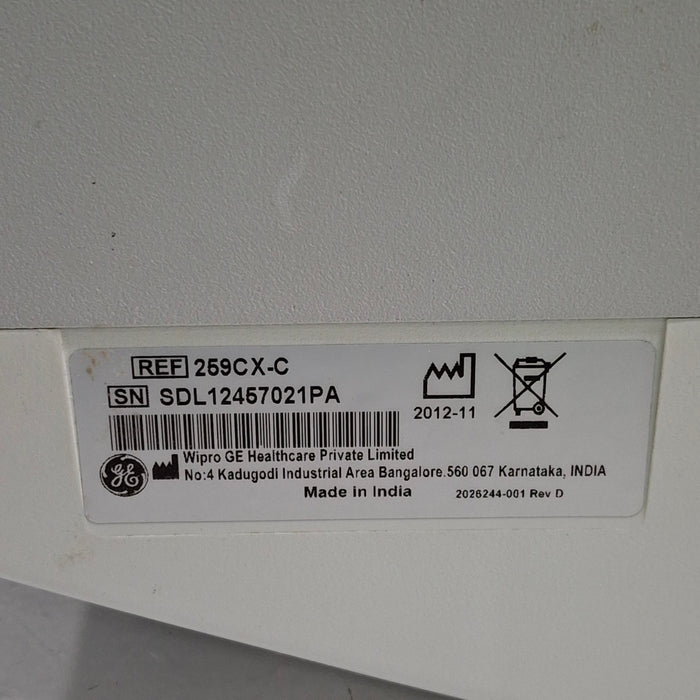 REF 259CX-C
SN SDL12457021PA
2012-11
GE
Wipro GE Healthcare Private Limited
No:4 Kadugodi Industrial Area Bangalore.560 067 Karnataka, INDIA
Made in India
2026244-001 Rev D